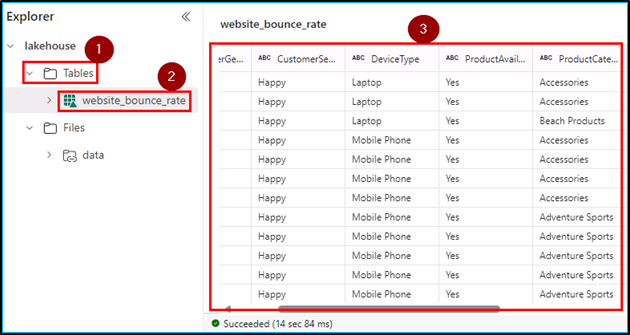 Explorer
lakehouse
1
Tables
2
website_bounce_rate
Files
data
website_bounce_rate
3
erGe... ABC CustomerSe... ABC DeviceType ABC ProductAvail... ABC ProductCate...
Happy Laptop Yes Accessories
Happy Laptop Yes Accessories
Happy Laptop Yes Beach Products
Happy Mobile Phone Yes Accessories
Happy Mobile Phone Yes Accessories
Happy Mobile Phone Yes Accessories
Happy Mobile Phone Yes Accessories
Happy Mobile Phone Yes Adventure Sports
Happy Mobile Phone Yes Adventure Sports
Happy Mobile Phone Yes Adventure Sports
Happy Mobile Phone Yes Adventure Sports
Happy Mobile Phone Yes Adventure Sports
Succeeded (14 sec 84 ms)